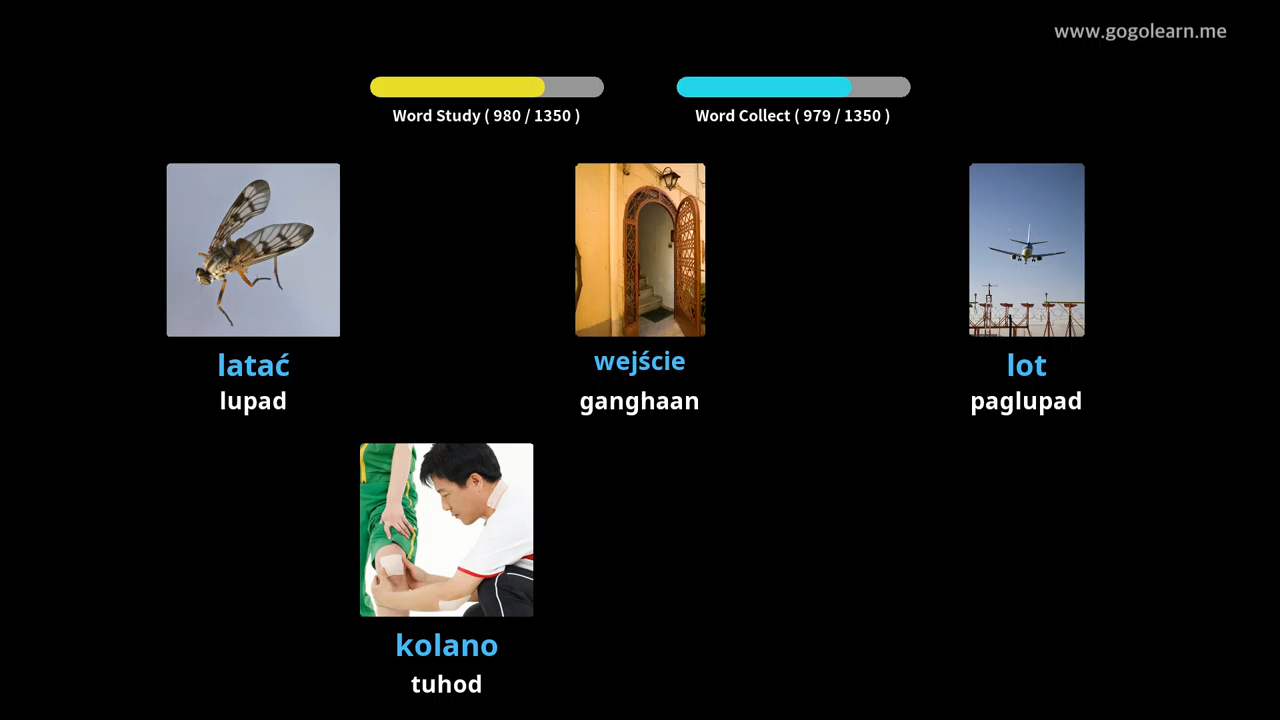 www.gogolearn.me
Word Study ( 980 / 1350 )
Word Collect ( 979 / 1350 )
latać
lupad
wejście
ganghaan
lot
paglupad
kolano
tuhod